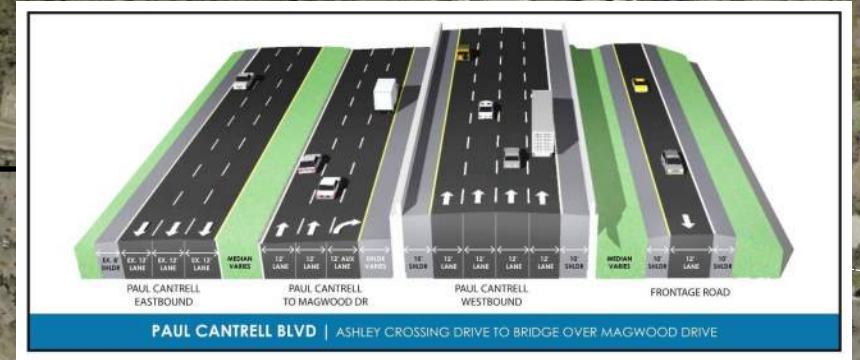 EX. 6' SHLDR
EX. 12' LANE
EX. 12' LANE
EX. 12' LANE
MEDIAN VARIES
12' LANE
12' LANE
12' AUX LANE
SHLDR VARIES
10' SHLDR
12' LANE
12' LANE
12' LANE
12' LANE
10' SHLDR
MEDIAN VARIES
10' SHLDR
12' LANE
10' SHLDR
PAUL CANTRELL
EASTBOUND
PAUL CANTRELL
TO MAGWOOD DR
PAUL CANTRELL
WESTBOUND
FRONTAGE ROAD
PAUL CANTRELL BLVD | ASHLEY CROSSING DRIVE TO BRIDGE OVER MAGWOOD DRIVE